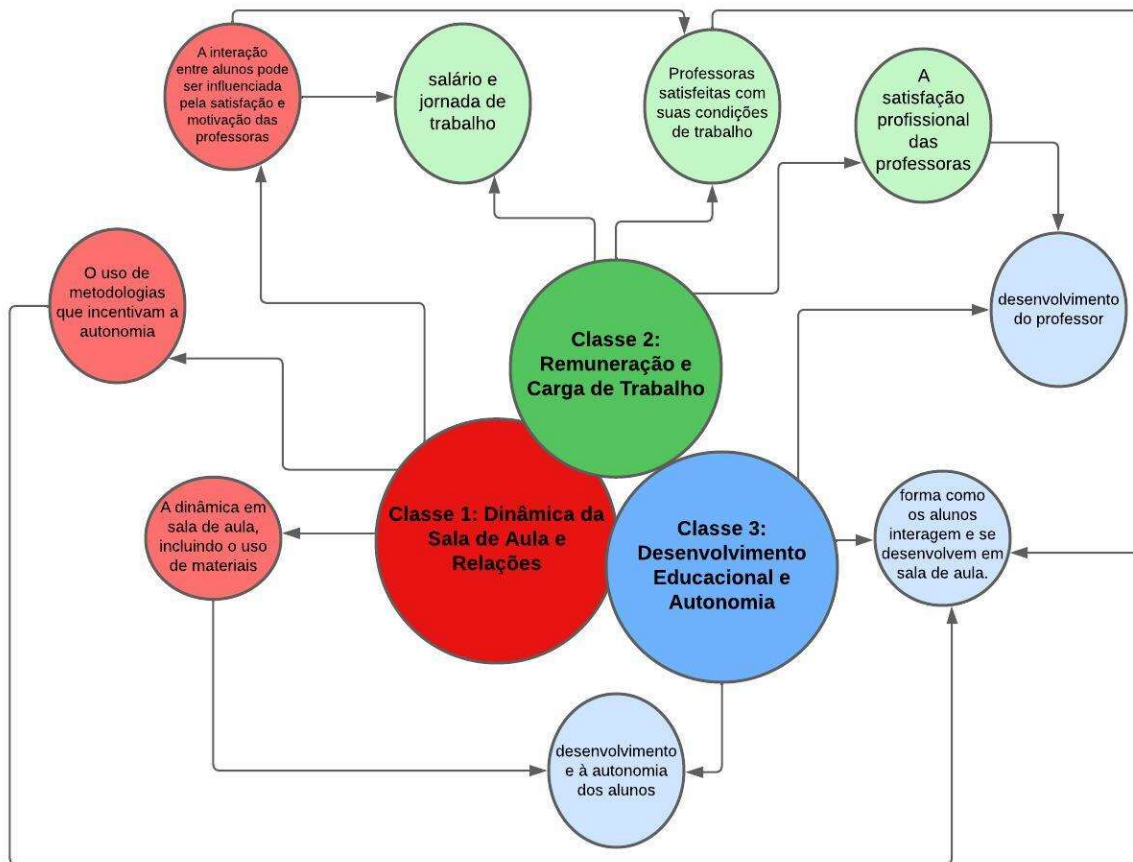 A interação
entre alunos pode
ser influenciada
pela satisfação e
motivação das
professoras
salário e
jornada de
trabalho
Professoras
satisfeitas com
suas condições
de trabalho
A
satisfação
profissional
das
professoras
O uso de
metodologias
que incentivam a
autonomia
desenvolvimento
do professor
Classe 2:
Remuneração e
Carga de Trabalho
A dinâmica em
sala de aula,
incluindo o uso
de materiais
Classe 1: Dinâmica da
Sala de Aula e
Relações
Classe 3:
Desenvolvimento
Educacional e
Autonomia
forma como
os alunos
interagem e se
desenvolvem em
sala de aula.
desenvolvimento
e à autonomia
dos alunos